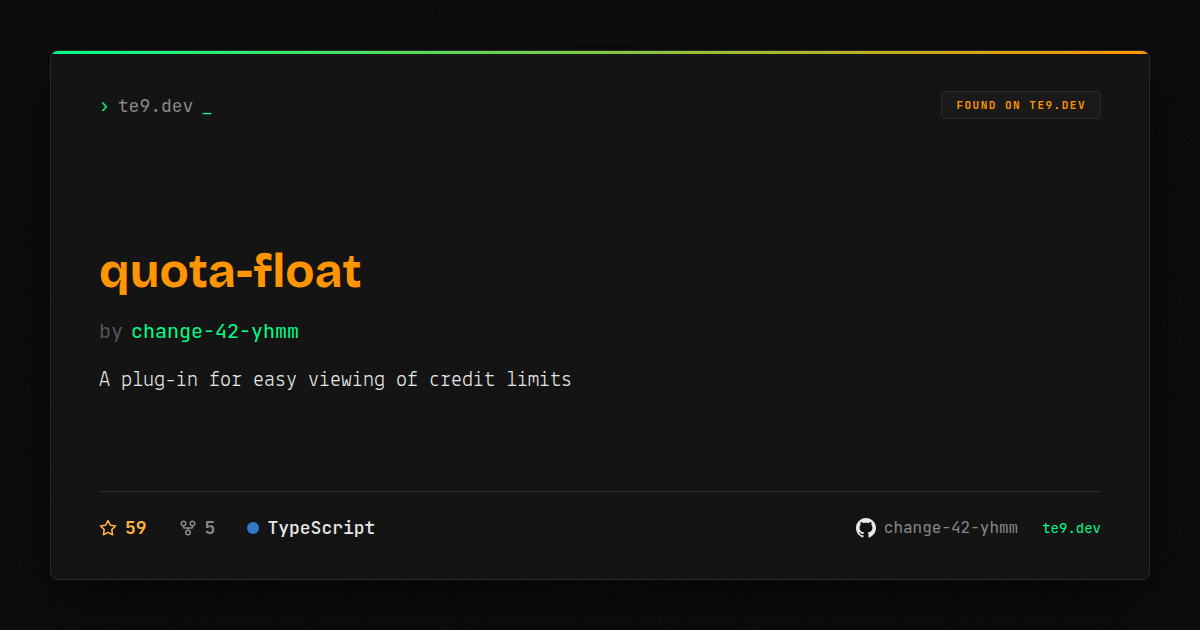 › te9.dev _
FOUND ON TE9.DEV
quota-float
by change-42-yhmm
A plug-in for easy viewing of credit limits
59 5 TypeScript
change-42-yhmm te9.dev